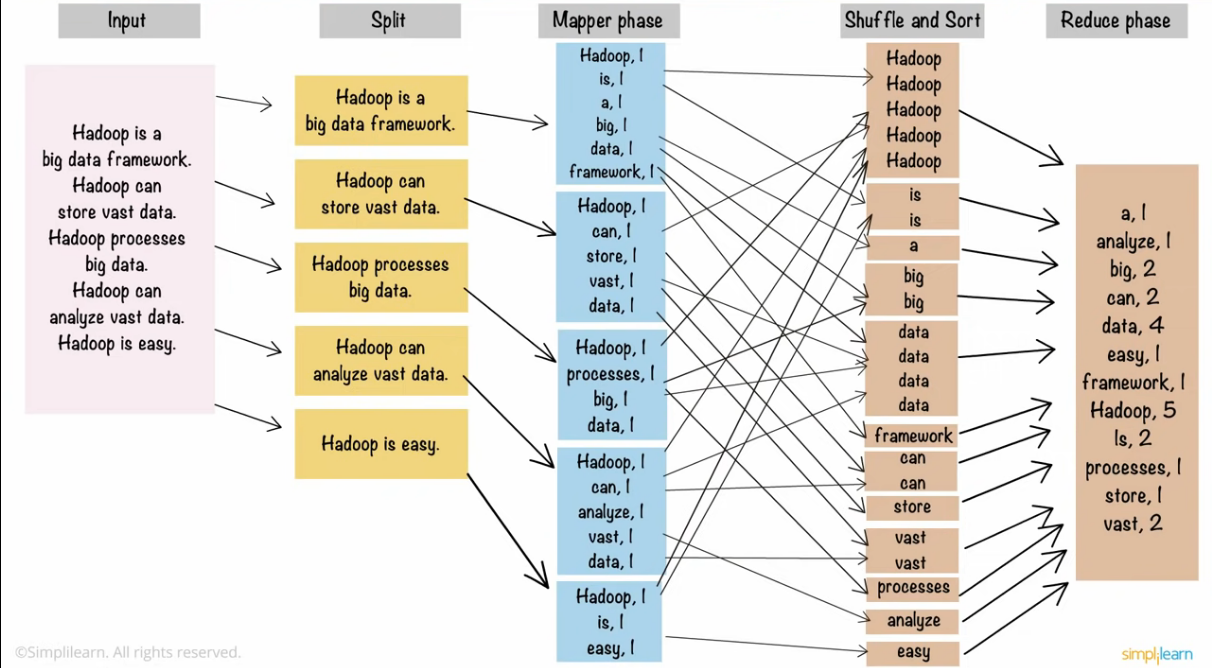 Input
Split
Mapper phase
Shuffle and Sort
Reduce phase
Hadoop is a
big data framework.
Hadoop can
store vast data.
Hadoop processes
big data.
Hadoop can
analyze vast data.
Hadoop is easy.
Hadoop is a
big data framework.
Hadoop can
store vast data.
Hadoop processes
big data.
Hadoop can
analyze vast data.
Hadoop is easy.
Hadoop, 1
is, 1
a, 1
big, 1
data, 1
framework, 1
Hadoop, 1
can, 1
store, 1
vast, 1
data, 1
Hadoop, 1
processes, 1
big, 1
data, 1
Hadoop, 1
can, 1
analyze, 1
vast, 1
data, 1
Hadoop, 1
is, 1
easy, 1
Hadoop
Hadoop
Hadoop
Hadoop
Hadoop
is
is
a
big
big
data
data
data
data
framework
can
can
store
vast
vast
processes
analyze
easy
a, 1
analyze, 1
big, 2
can, 2
data, 4
easy, 1
framework, 1
Hadoop, 5
Is, 2
processes, 1
store, 1
vast, 2
©Simplilearn. All rights reserved.
simplilearn